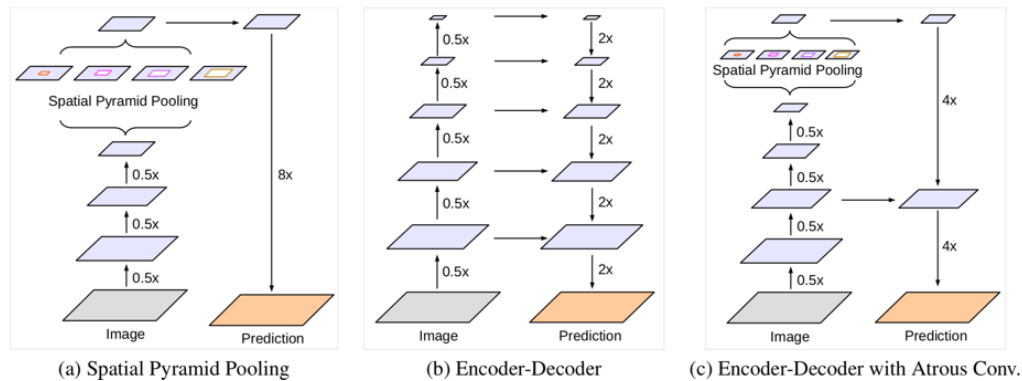 Spatial Pyramid Pooling
0.5x
0.5x
0.5x
8x
Image
Prediction
(a) Spatial Pyramid Pooling
0.5x
2x
0.5x
2x
0.5x
2x
0.5x
2x
0.5x
2x
Image
Prediction
(b) Encoder-Decoder
Spatial Pyramid Pooling
0.5x
0.5x
0.5x
0.5x
4x
4x
Image
Prediction
(c) Encoder-Decoder with Atrous Conv.